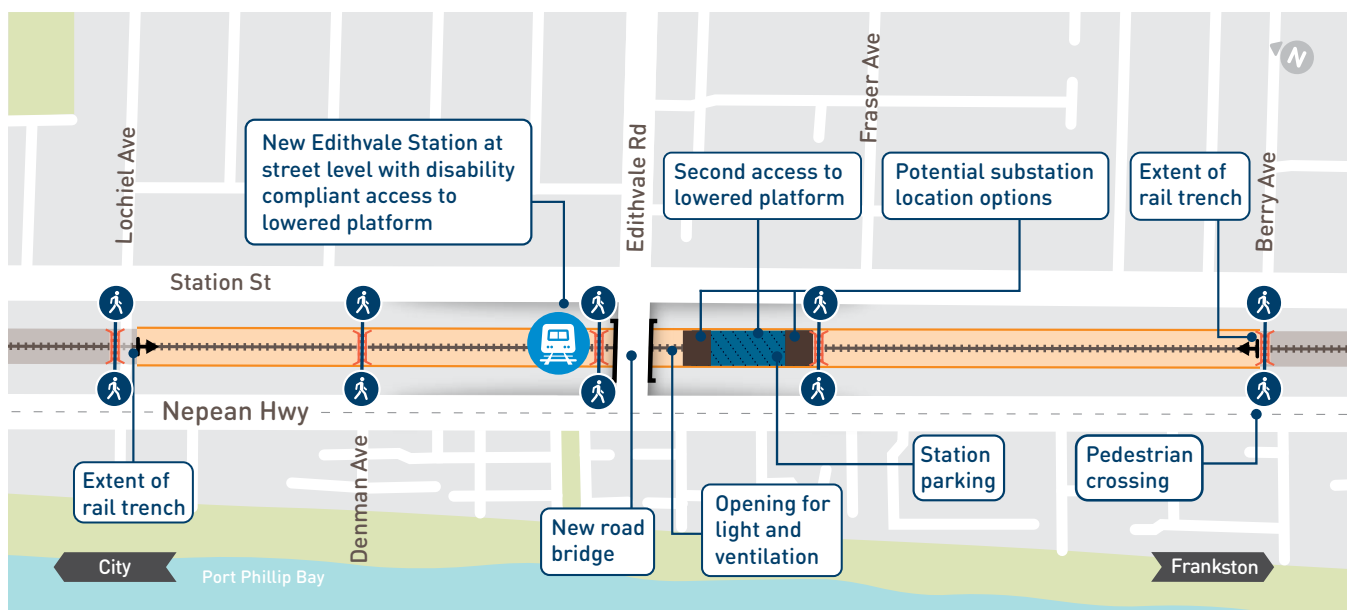 N
Lochiel Ave
New Edithvale Station at
street level with disability
compliant access to
lowered platform
Edithvale Rd
Second access to
lowered platform
Fraser Ave
Potential substation
location options
Extent of
rail trench
Berry Ave
Station St
Nepean Hwy
Extent of
rail trench
Denman Ave
New road
bridge
Opening for
light and
ventilation
Station
parking
Pedestrian
crossing
City
Port Phillip Bay
Frankston